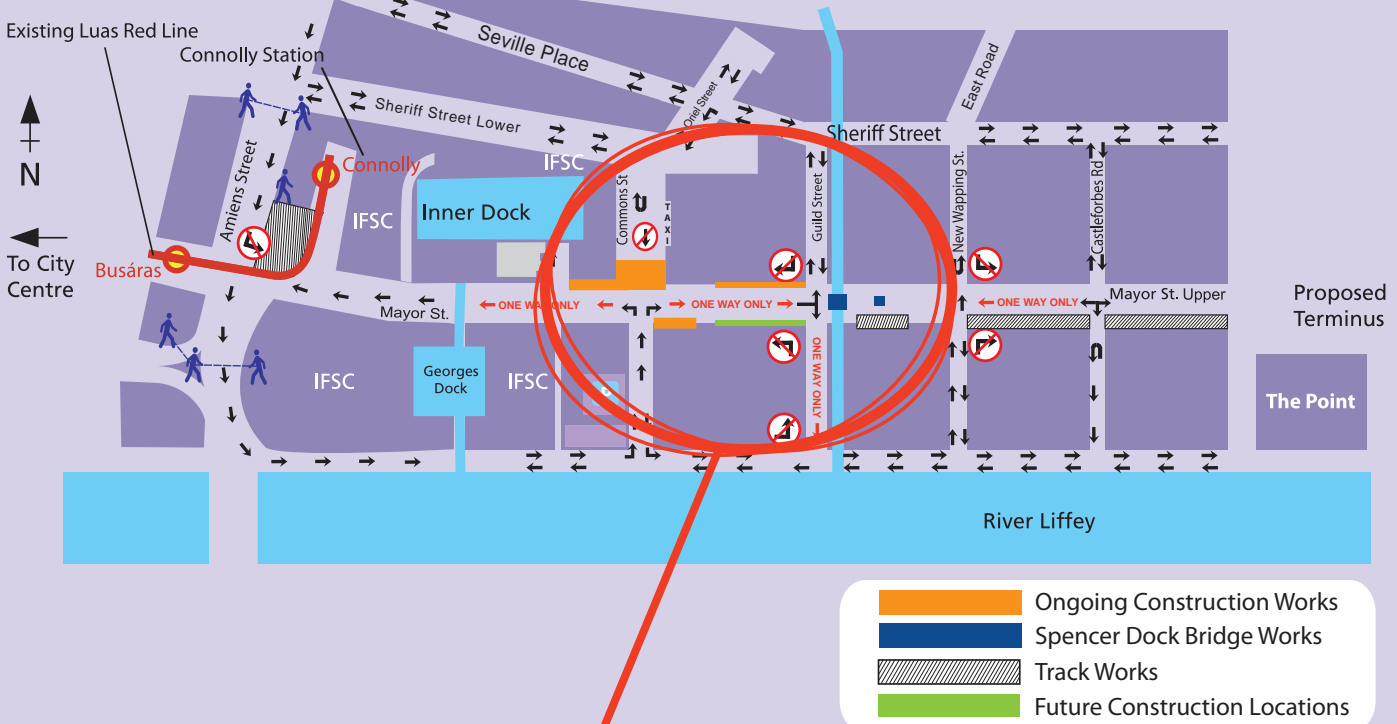 Existing Luas Red Line
Connolly Station
Seville Place
East Road
Sheriff Street Lower
Oriel Street
Sheriff Street
N
IFSC
Connolly
Amiens Street
Inner Dock
IFSC
Commons St
TAXI
Guild Street
New Wapping St.
Castleforbes Rd
To City
Centre
Busáras
Mayor St.
ONE WAY ONLY
ONE WAY ONLY
ONE WAY ONLY
Mayor St. Upper
Proposed
Terminus
IFSC
Georges
Dock
IFSC
ONE WAY ONLY
The Point
River Liffey
Ongoing Construction Works
Spencer Dock Bridge Works
Track Works
Future Construction Locations